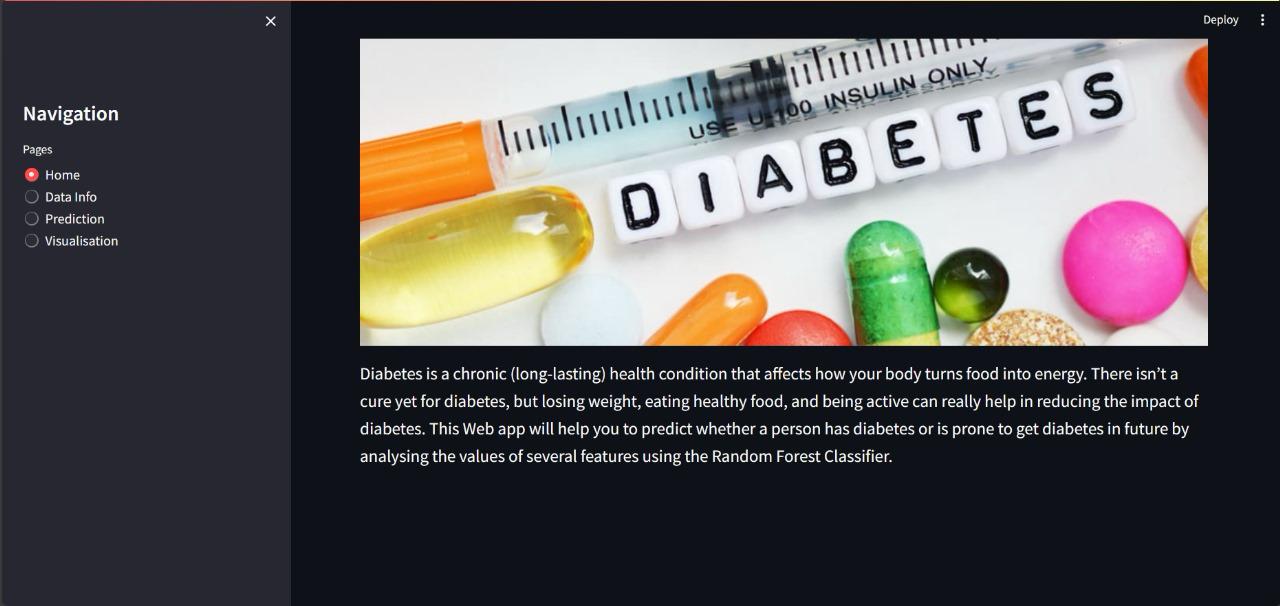 Deploy
Navigation
Pages
Home
Data Info
Prediction
Visualisation
USE U-100 INSULIN ONLY
DIABETES
Diabetes is a chronic (long-lasting) health condition that affects how your body turns food into energy. There isn’t a
cure yet for diabetes, but losing weight, eating healthy food, and being active can really help in reducing the impact of
diabetes. This Web app will help you to predict whether a person has diabetes or is prone to get diabetes in future by
analysing the values of several features using the Random Forest Classifier.